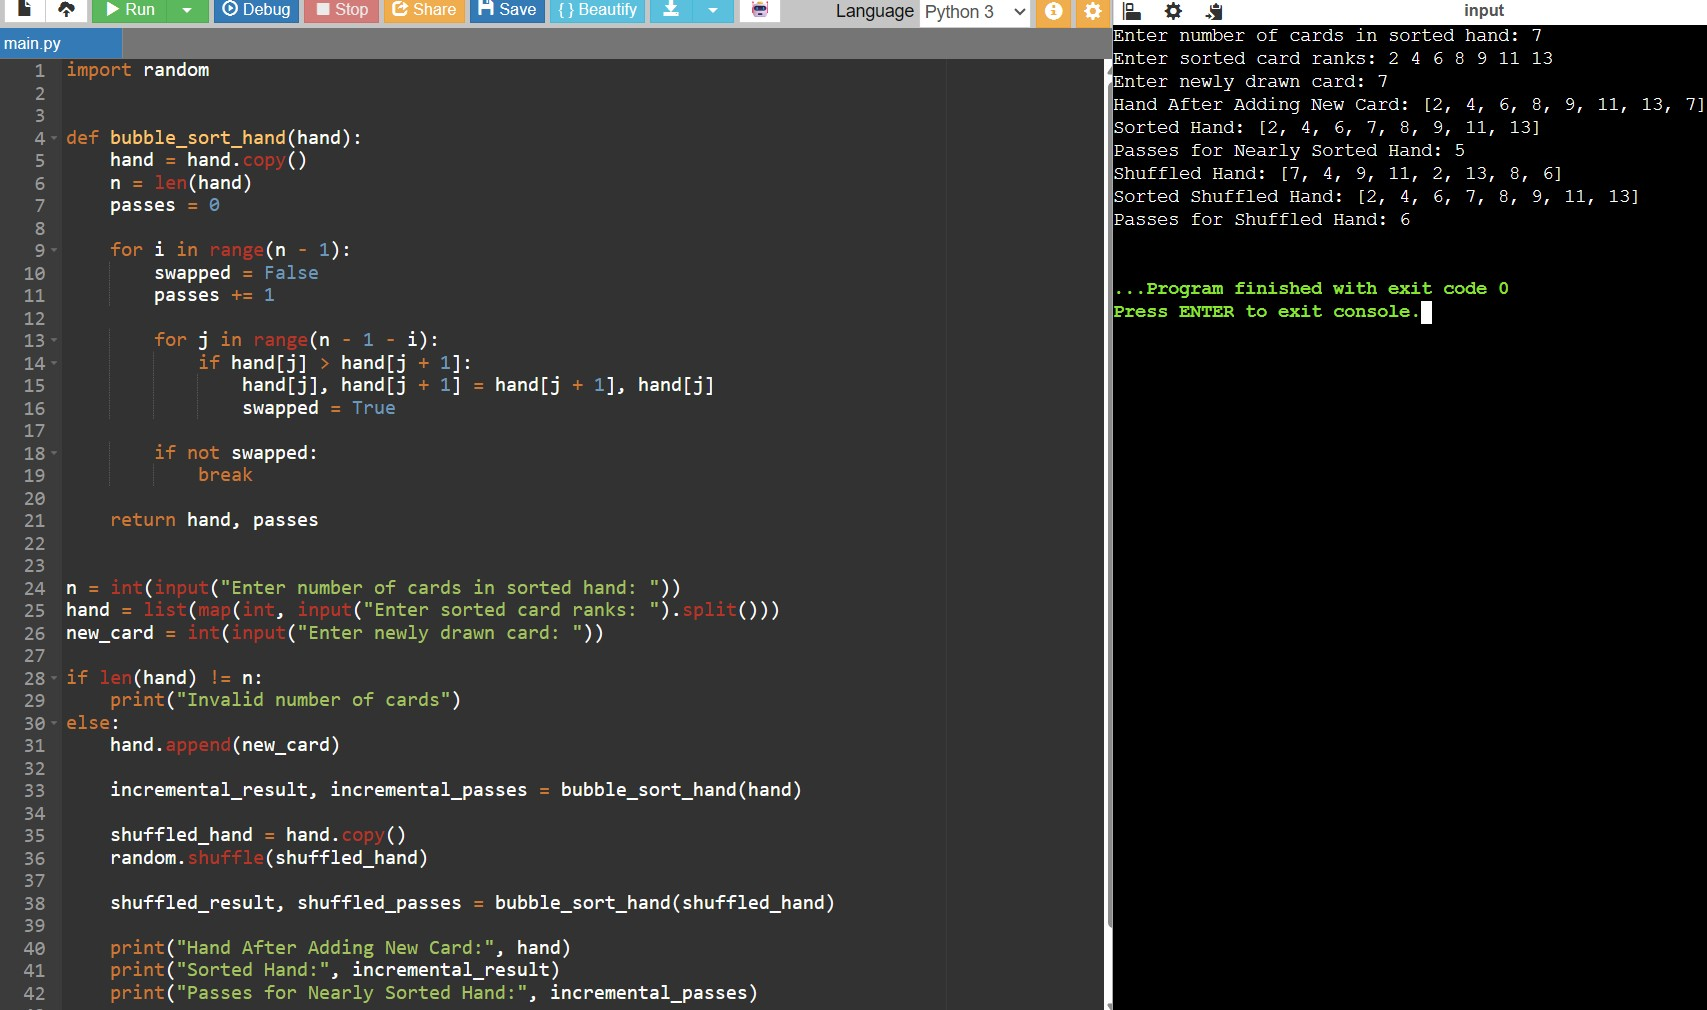 Run Debug Stop Share Save { } Beautify Language Python 3 input
main.py
1 import random
2
3
4 def bubble_sort_hand(hand):
5     hand = hand.copy()
6     n = len(hand)
7     passes = 0
8
9     for i in range(n - 1):
10         swapped = False
11         passes += 1
12
13         for j in range(n - 1 - i):
14             if hand[j] > hand[j + 1]:
15                 hand[j], hand[j + 1] = hand[j + 1], hand[j]
16                 swapped = True
17
18         if not swapped:
19             break
20
21     return hand, passes
22
23
24 n = int(input("Enter number of cards in sorted hand: "))
25 hand = list(map(int, input("Enter sorted card ranks: ").split()))
26 new_card = int(input("Enter newly drawn card: "))
27
28 if len(hand) != n:
29     print("Invalid number of cards")
30 else:
31     hand.append(new_card)
32
33     incremental_result, incremental_passes = bubble_sort_hand(hand)
34
35     shuffled_hand = hand.copy()
36     random.shuffle(shuffled_hand)
37
38     shuffled_result, shuffled_passes = bubble_sort_hand(shuffled_hand)
39
40     print("Hand After Adding New Card:", hand)
41     print("Sorted Hand:", incremental_result)
42     print("Passes for Nearly Sorted Hand:", incremental_passes)
Enter number of cards in sorted hand: 7
Enter sorted card ranks: 2 4 6 8 9 11 13
Enter newly drawn card: 7
Hand After Adding New Card: [2, 4, 6, 8, 9, 11, 13, 7]
Sorted Hand: [2, 4, 6, 7, 8, 9, 11, 13]
Passes for Nearly Sorted Hand: 5
Shuffled Hand: [7, 4, 9, 11, 2, 13, 8, 6]
Sorted Shuffled Hand: [2, 4, 6, 7, 8, 9, 11, 13]
Passes for Shuffled Hand: 6
...Program finished with exit code 0
Press ENTER to exit console.